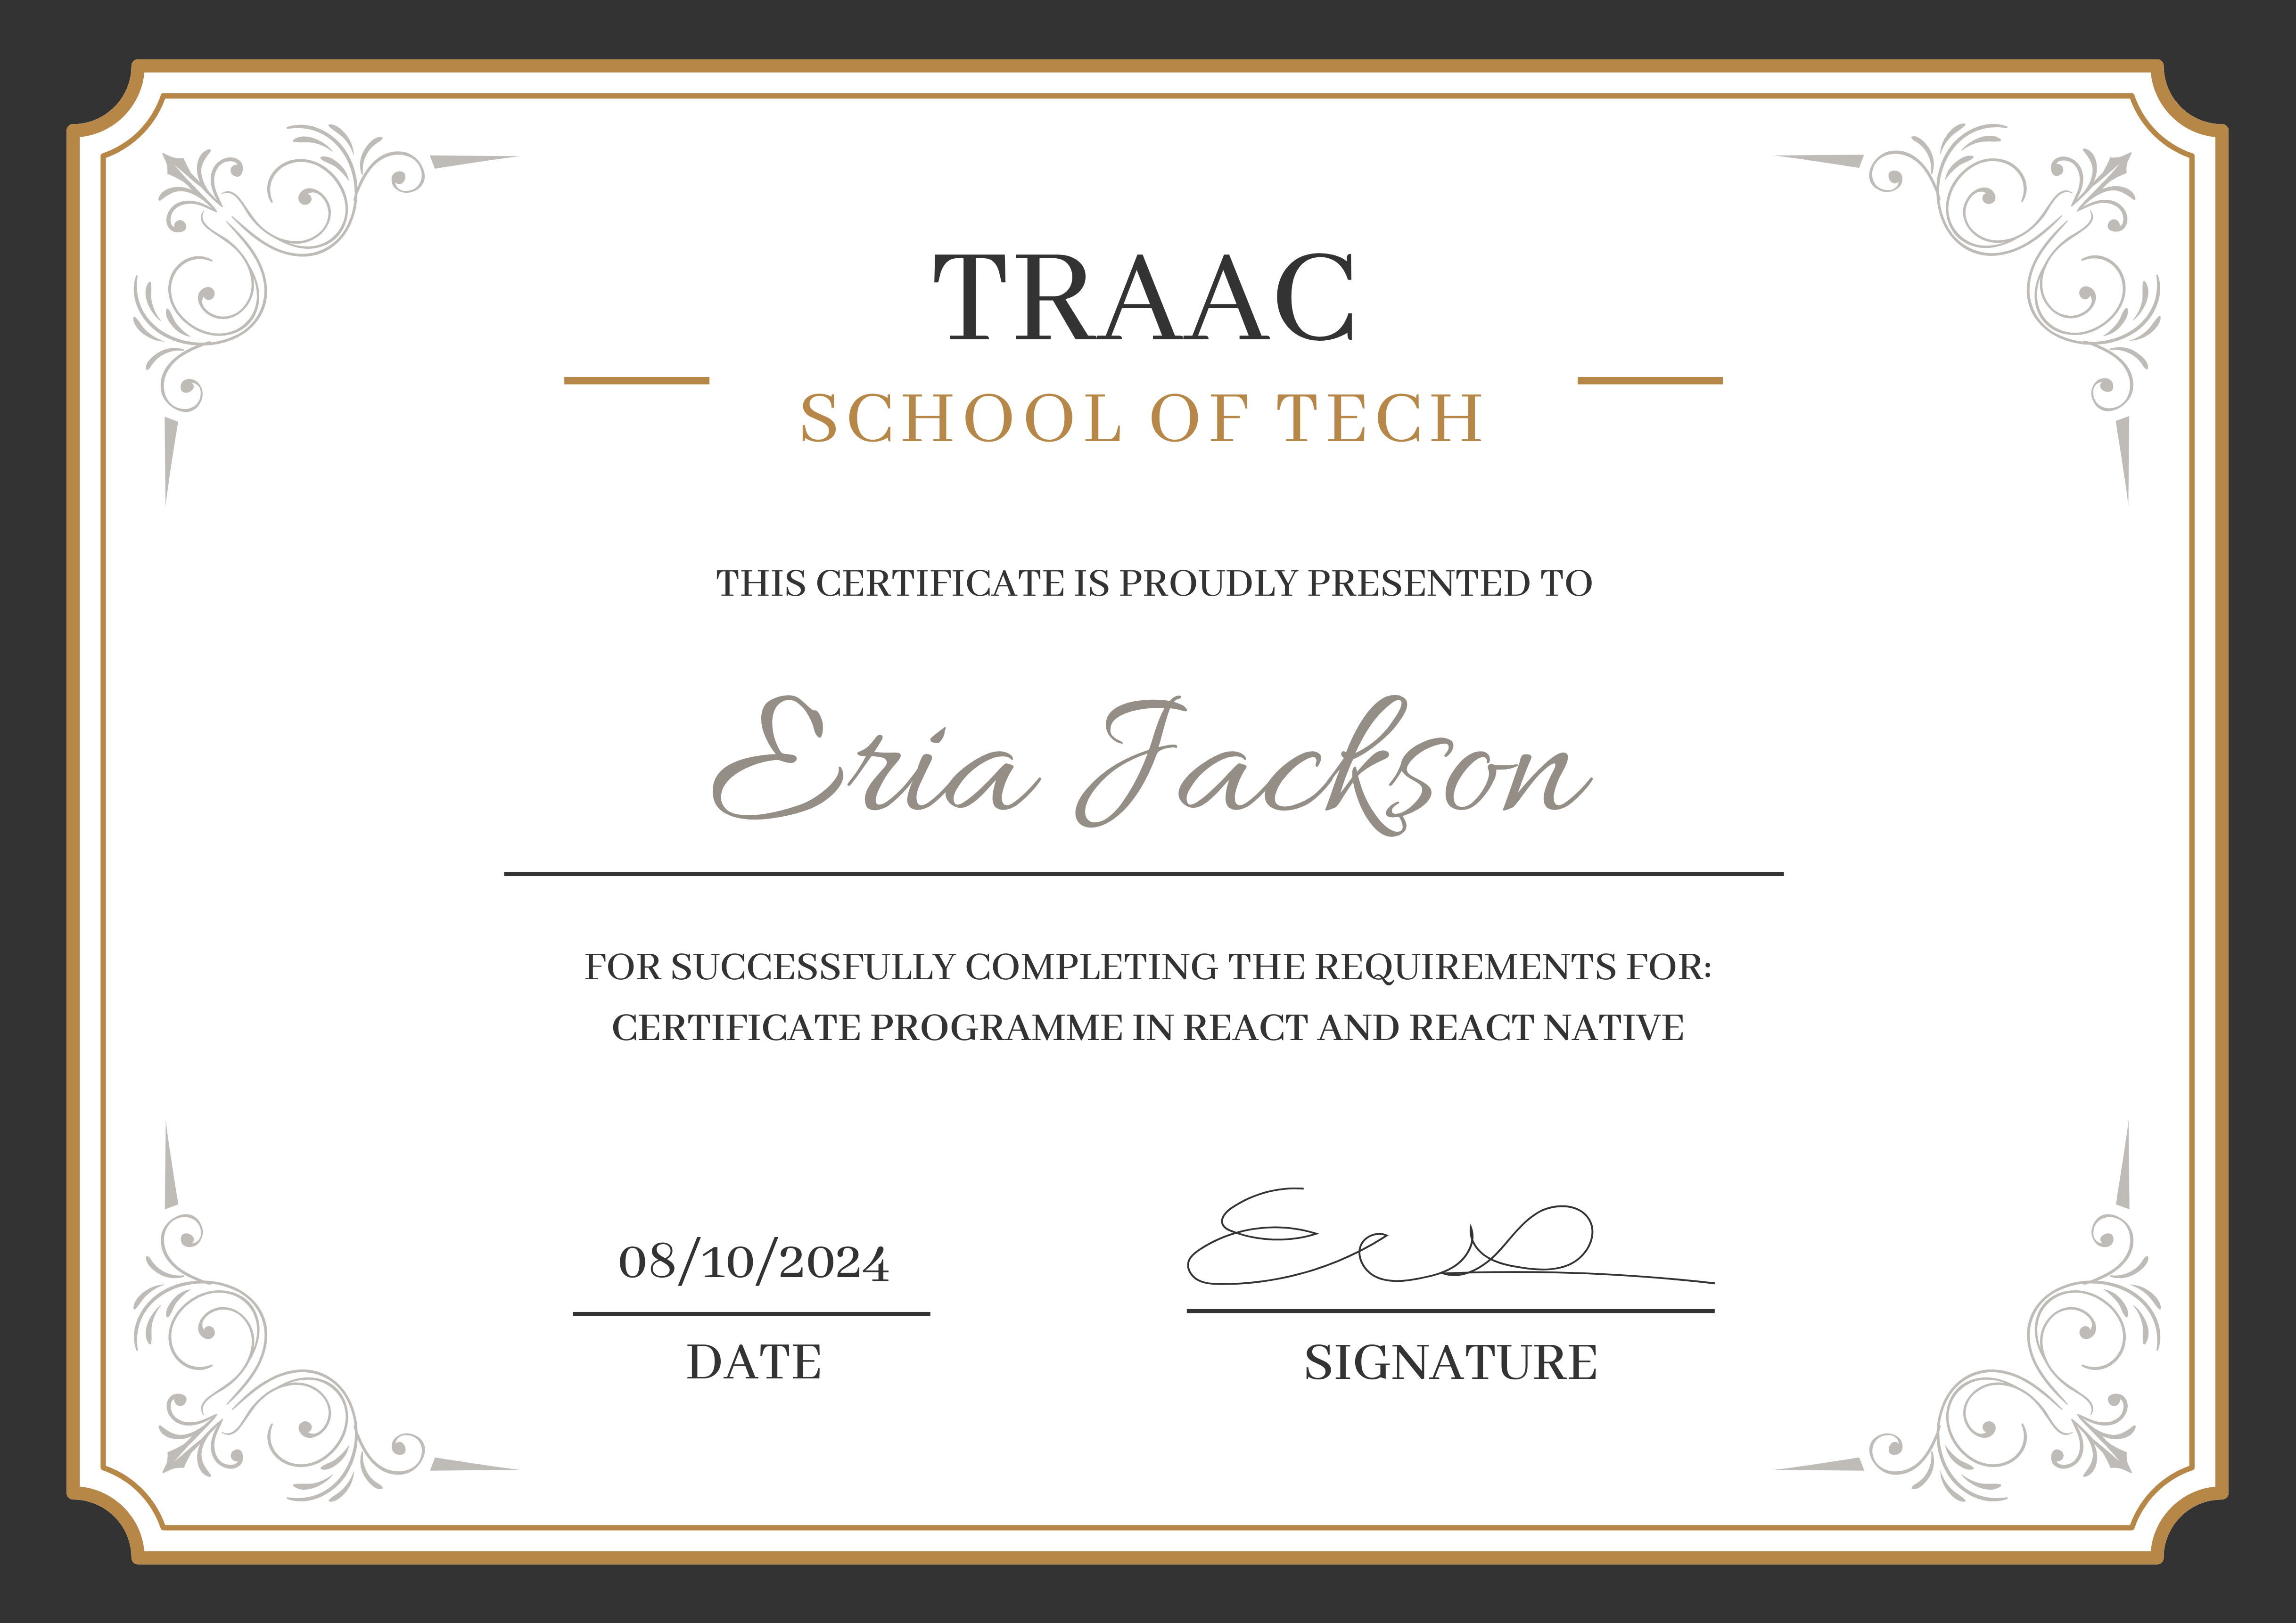 TRAAC
SCHOOL OF TECH
THIS CERTIFICATE IS PROUDLY PRESENTED TO
Eria Jackson
FOR SUCCESSFULLY COMPLETING THE REQUIREMENTS FOR:
CERTIFICATE PROGRAMME IN REACT AND REACT NATIVE
08/10/2024
DATE
SIGNATURE